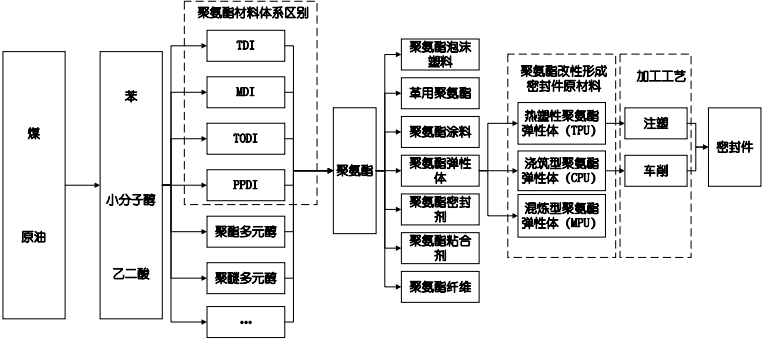 聚氨酯材料体系区别
煤
原油
苯
小分子醇
乙二酸
TDI
MDI
TODI
PPDI
聚酯多元醇
聚醚多元醇
...
聚氨酯
聚氨酯泡沫
塑料
革用聚氨酯
聚氨酯涂料
聚氨酯弹性
体
聚氨酯密封
剂
聚氨酯粘合
剂
聚氨酯纤维
聚氨酯改性形成
密封件原材料
热塑性聚氨酯
弹性体（TPU）
浇筑型聚氨酯
弹性体（CPU）
混炼型聚氨酯
弹性体（MPU）
加工工艺
注塑
车削
密封件